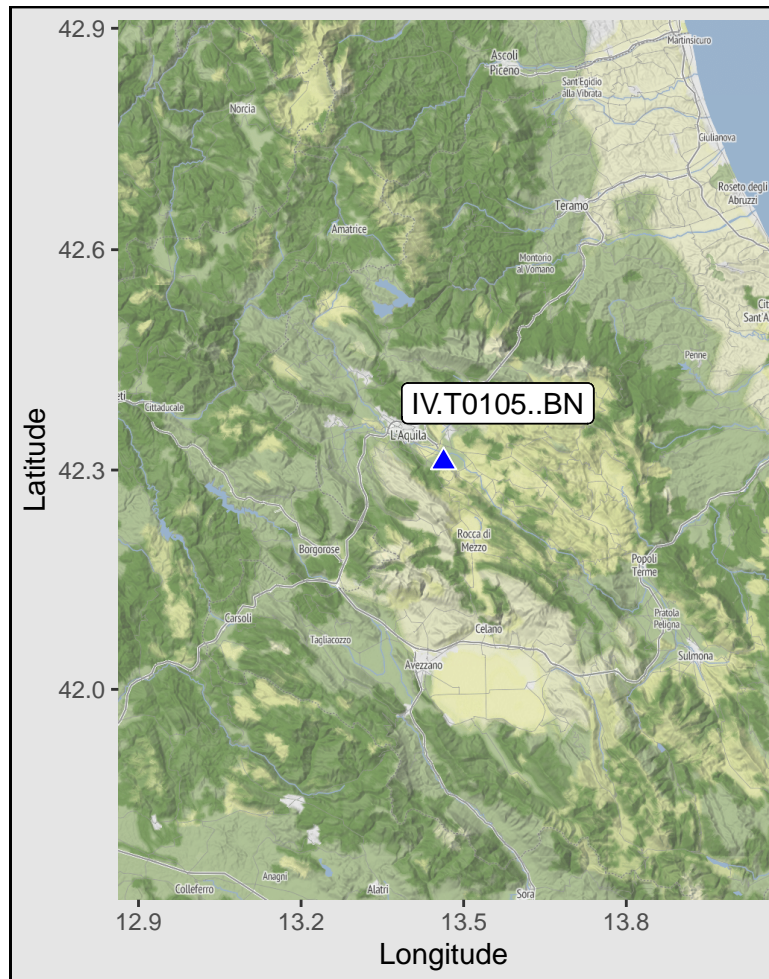 42.9
42.6
42.3
42.0
Latitude
12.9
13.2
13.5
13.8
Longitude
IV.T0105..BN
Martinsicuro
Ascoli
Piceno
Sant'Egidio
alla Vibrata
Norcia
Giulianova
Roseto degli
Abruzzi
Teramo
Amatrice
Montorio
al Vomano
Penne
Cittaducale
L'Aquila
Rocca di
Mezzo
Borgorose
Popoli
Terme
Carsoli
Tagliacozzo
Celano
Pratola
Peligna
Avezzano
Sulmona
Anagni
Colleferro
Alatri
Sora